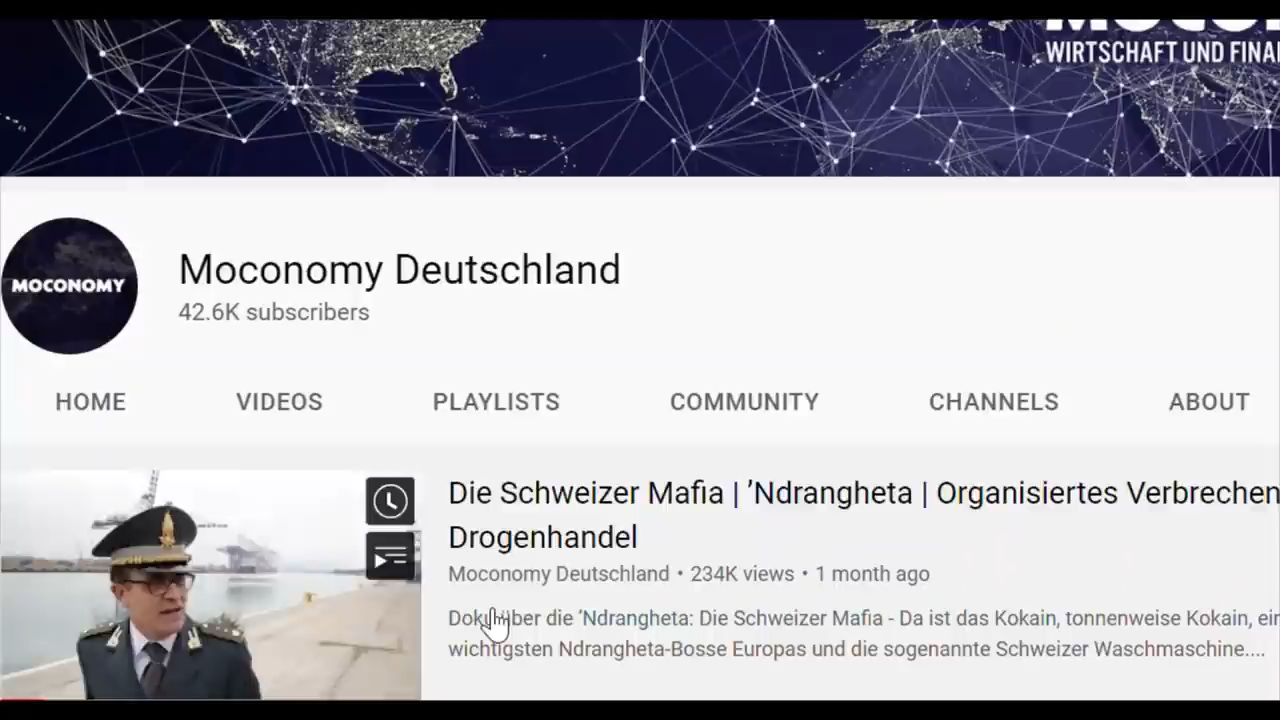 WIRTSCHAFT UND
MOCONOMY
Moconomy Deutschland
42.6K subscribers
HOME VIDEOS PLAYLISTS COMMUNITY CHANNELS ABOUT
Die Schweizer Mafia | 'Ndrangheta | Organisiertes Verbrechen
Drogenhandel
Moconomy Deutschland • 234K views • 1 month ago
Doku über die 'Ndrangheta: Die Schweizer Mafia - Da ist das Kokain, tonnenweise Kokain,
wichtigsten Ndrangheta-Bosse Europas und die sogenannte Schweizer Waschmaschine....